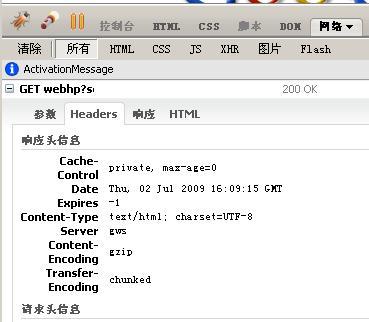 控制台 HTML CSS 脚本 DOM 网络
清除 所有 HTML CSS JS XHR 图片 Flash
ActivationMessage
GET webhp?s 200 OK
参数 Headers 响应 HTML
响应头信息
Cache-Control private, max-age=0
Date Thu, 02 Jul 2009 16:09:15 GMT
Expires -1
Content-Type text/html; charset=UTF-8
Server gws
Content-Encoding gzip
Transfer-Encoding chunked
请求头信息